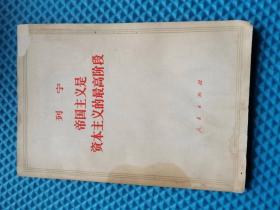 列宁
帝国主义是
资本主义的最高阶段
人民出版社